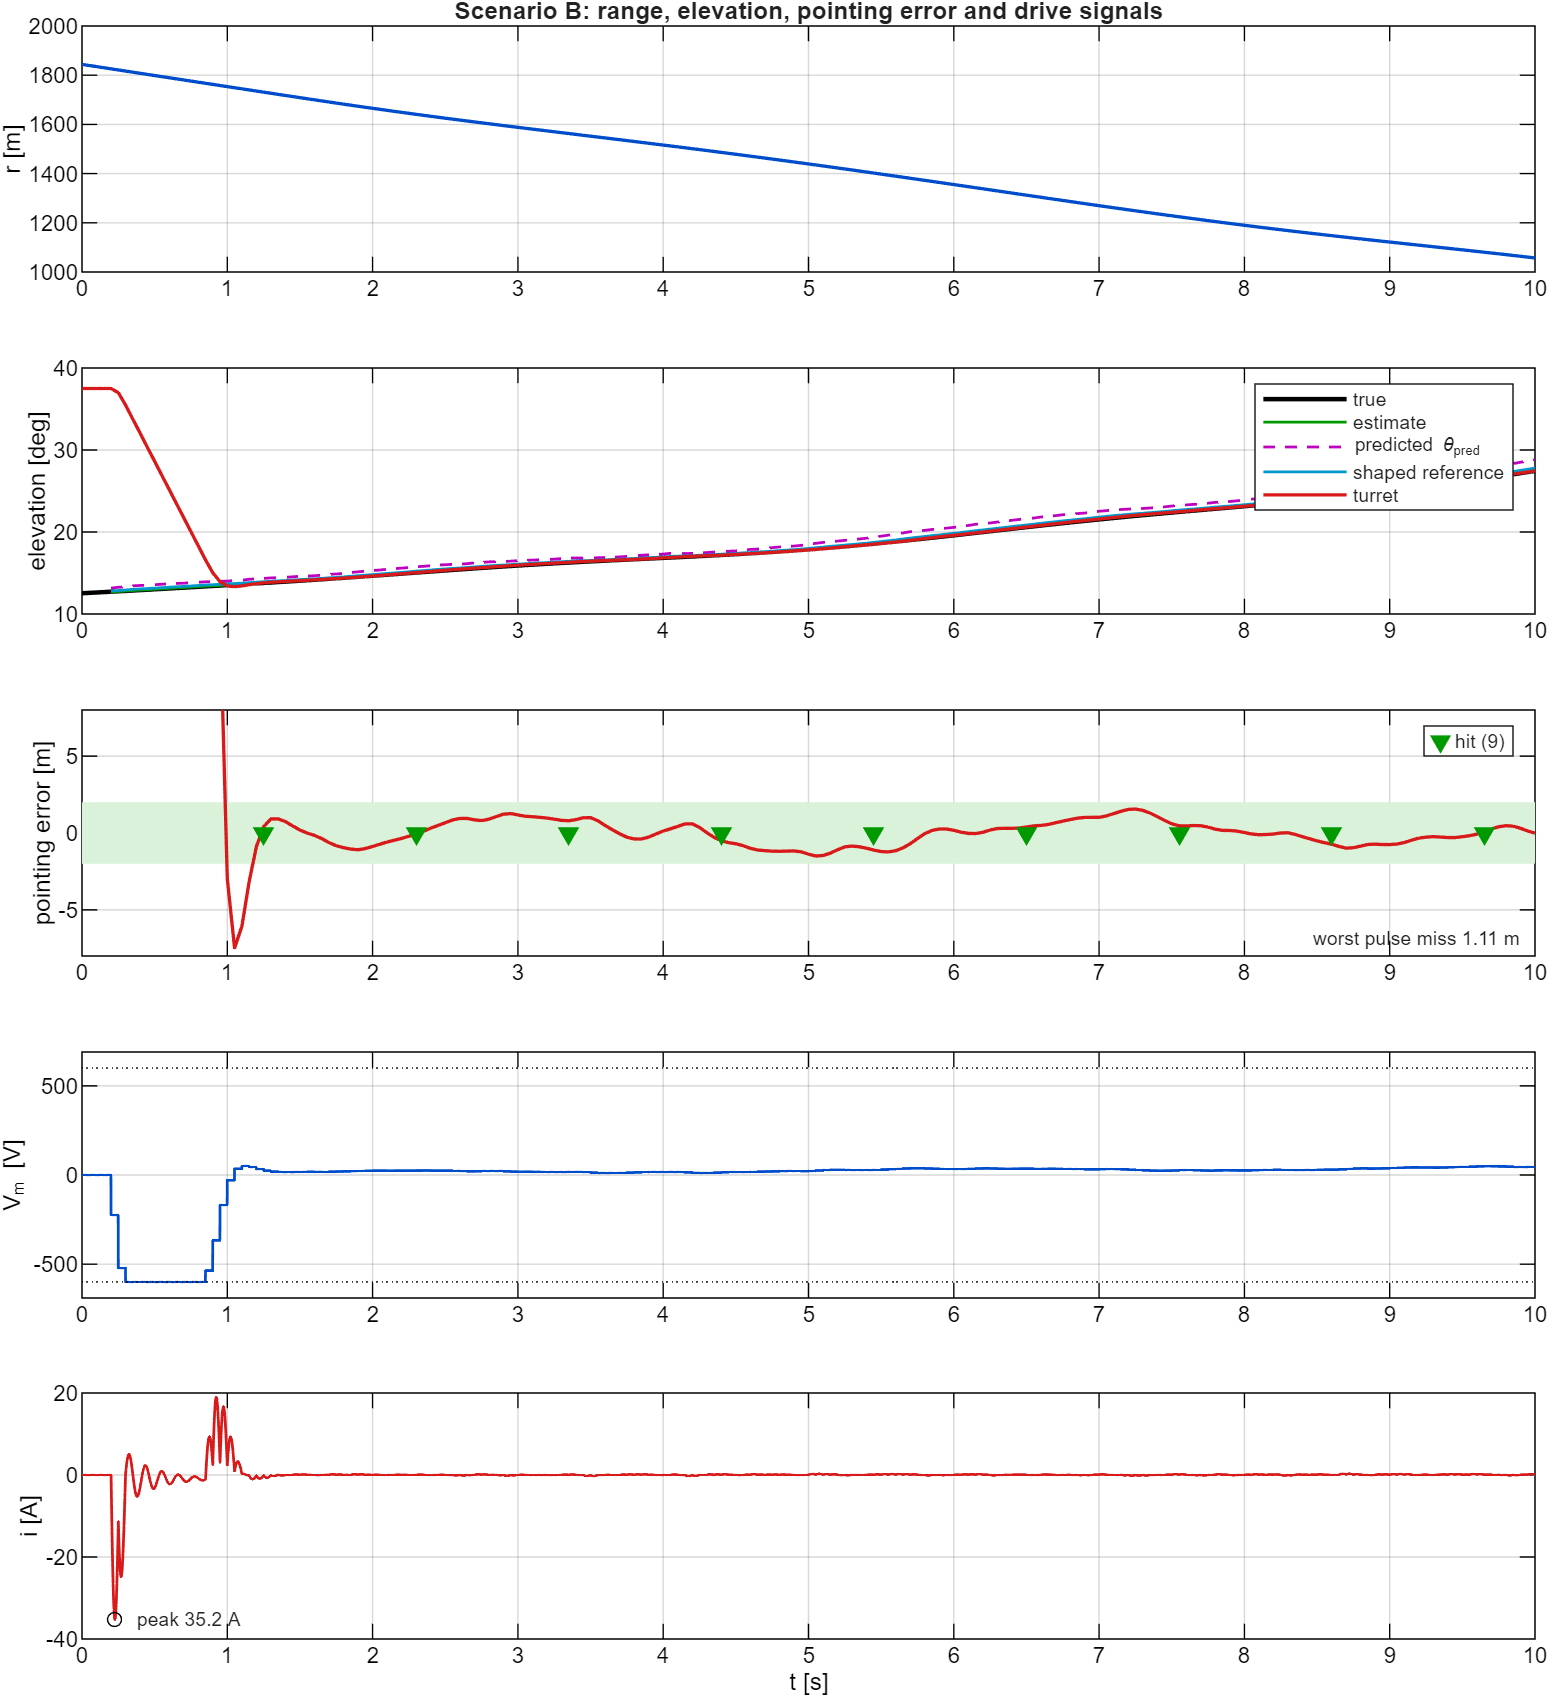 Scenario B: range, elevation, pointing error and drive signals
r [m]
2000
1800
1600
1400
1200
1000
0 1 2 3 4 5 6 7 8 9 10
elevation [deg]
40
30
20
10
true
estimate
predicted θpred
shaped reference
turret
0 1 2 3 4 5 6 7 8 9 10
pointing error [m]
5
0
-5
hit (9)
worst pulse miss 1.11 m
0 1 2 3 4 5 6 7 8 9 10
Vm [V]
500
0
-500
0 1 2 3 4 5 6 7 8 9 10
i [A]
20
0
-20
-40
peak 35.2 A
0 1 2 3 4 5 6 7 8 9 10
t [s]